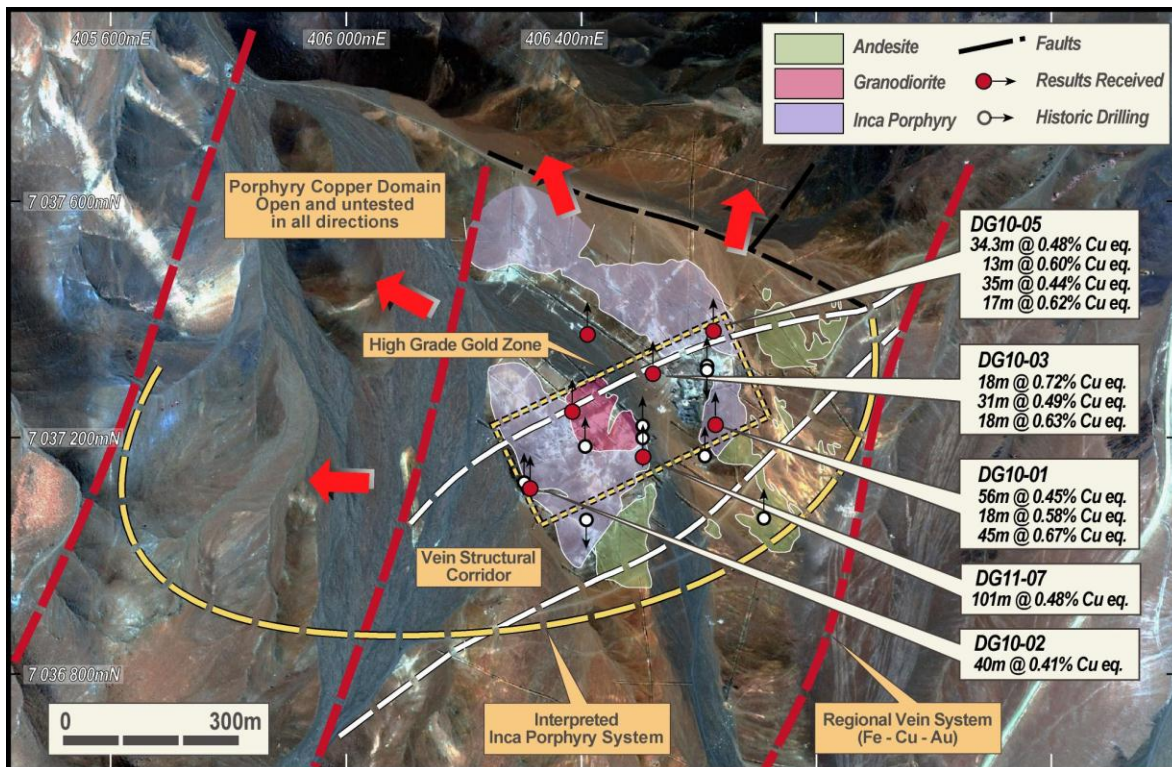 405 600mE
406 000mE
406 400mE
Andesite
Granodiorite
Inca Porphyry
Faults
Results Received
Historic Drilling
7 037 600mN
Porphyry Copper Domain
Open and untested
in all directions
High Grade Gold Zone
DG10-05
34.3m @ 0.48% Cu eq.
13m @ 0.60% Cu eq.
35m @ 0.44% Cu eq.
17m @ 0.62% Cu eq.
DG10-03
18m @ 0.72% Cu eq.
31m @ 0.49% Cu eq.
18m @ 0.63% Cu eq.
7 037 200mN
DG10-01
56m @ 0.45% Cu eq.
18m @ 0.58% Cu eq.
45m @ 0.67% Cu eq.
Vein Structural
Corridor
DG11-07
101m @ 0.48% Cu eq.
DG10-02
40m @ 0.41% Cu eq.
7 036 800mN
0 300m
Interpreted
Inca Porphyry System
Regional Vein System
(Fe - Cu - Au)